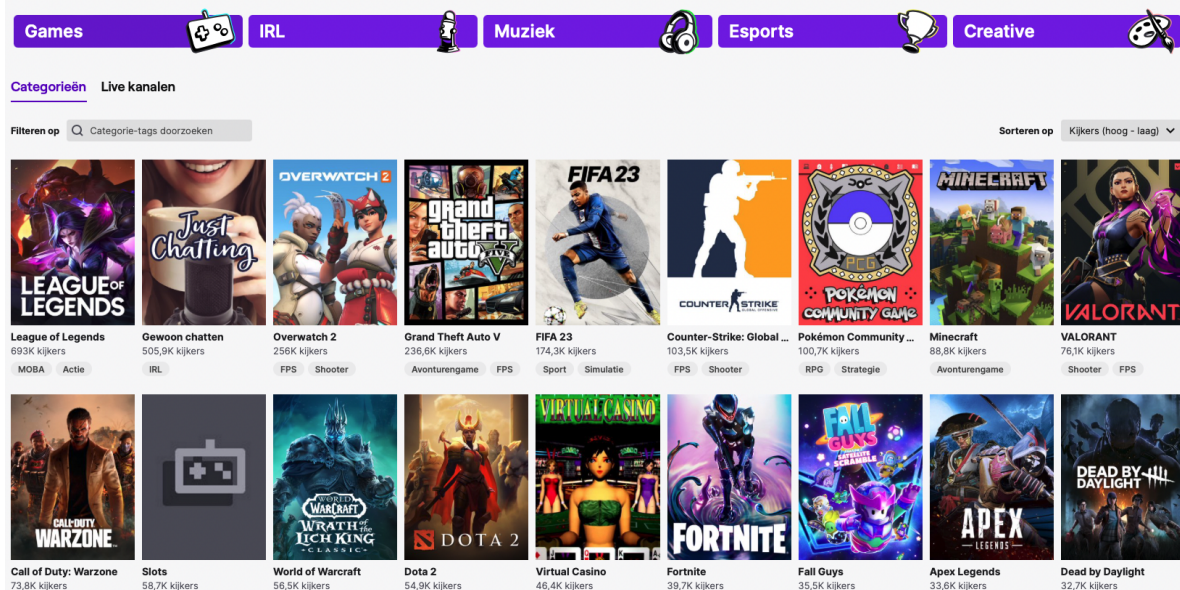 Games
IRL
Muziek
Esports
Creative
Categorieën
Live kanalen
Filteren op
Categorie-tags doorzoeken
Sorteren op
Kijkers (hoog - laag)
LEAGUE OF
LEGENDS
Just
Chatting
OVERWATCH 2
grand
theft
auto
V
FIVE
FIFA 23
COUNTER STRIKE
GLOBAL OFFENSIVE
PCG
POKéMON
COMMUNITY GAME
MINECRAFT
VALORANT
League of Legends
693K kijkers
MOBA
Actie
Gewoon chatten
505,9K kijkers
IRL
Overwatch 2
256K kijkers
FPS
Shooter
Grand Theft Auto V
236,6K kijkers
Avonturengame
FPS
FIFA 23
174,3K kijkers
Sport
Simulatie
Counter-Strike: Global ...
103,5K kijkers
FPS
Shooter
Pokémon Community ...
100,7K kijkers
RPG
Strategie
Minecraft
88,8K kijkers
Avonturengame
VALORANT
76,1K kijkers
Shooter
FPS
CALL OF DUTY
WARZONE
WORLD
WARCRAFT
WRATH OF THE
LICH KING
CLASSIC
DOTA 2
VIRTUAL CASINO
FORTNITE
FALL
GUYS
SATELLITE
SCRAMBLE
APEX
LEGENDS
DEAD BY
DAYLIGHT
Call of Duty: Warzone
73,8K kijkers
Slots
58,7K kijkers
World of Warcraft
56,5K kijkers
Dota 2
54,9K kijkers
Virtual Casino
46,4K kijkers
Fortnite
39,7K kijkers
Fall Guys
35,5K kijkers
Apex Legends
33,6K kijkers
Dead by Daylight
32,7K kijkers